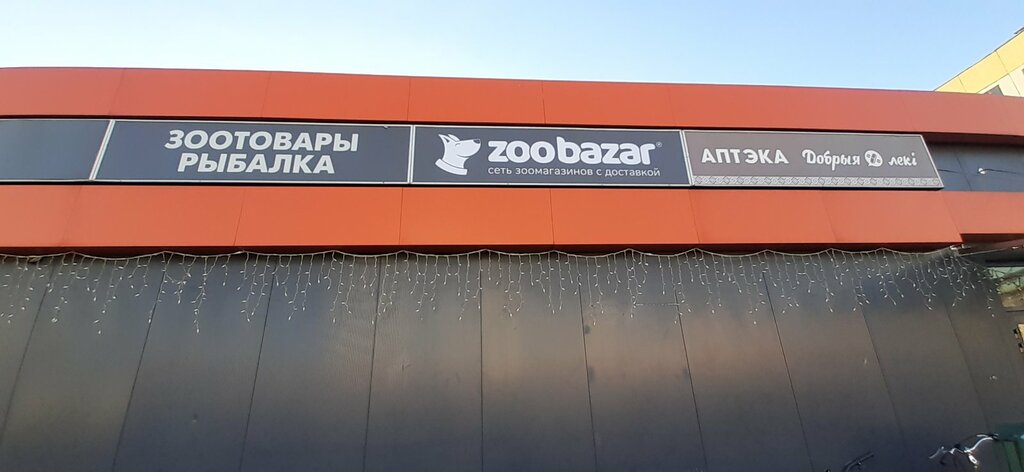 ЗООТОВАРЫ
РЫБАЛКА
zoobazar®
сеть зоомагазинов с доставкой
АПТЭКА Добрыя лекі